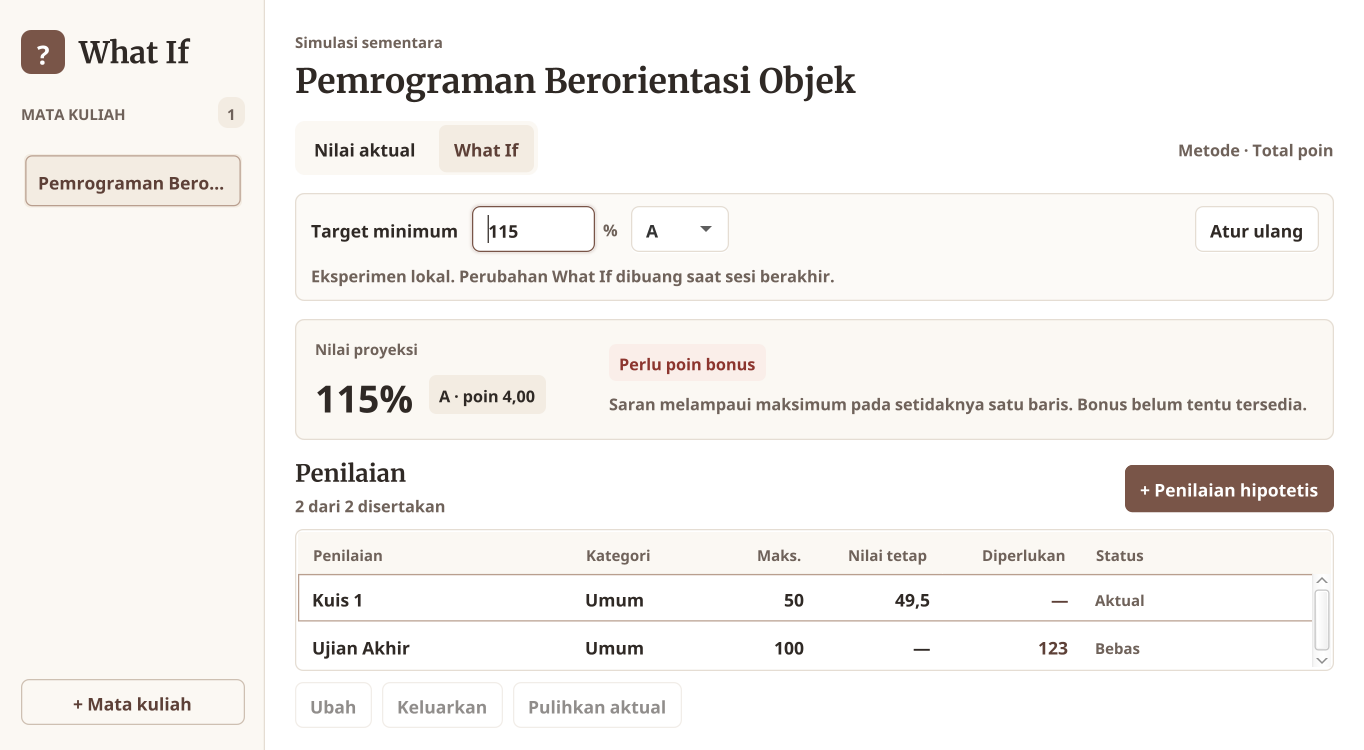 ? What If
MATA KULIAH 1
Pemrograman Bero...
+ Mata kuliah
Simulasi sementara
Pemrograman Berorientasi Objek
Nilai aktual What If Metode · Total poin
Target minimum 115 % A Atur ulang
Eksperimen lokal. Perubahan What If dibuang saat sesi berakhir.
Nilai proyeksi
115% A · poin 4,00
Perlu poin bonus
Saran melampaui maksimum pada setidaknya satu baris. Bonus belum tentu tersedia.
Penilaian
2 dari 2 disertakan
+ Penilaian hipotetis
Penilaian Kategori Maks. Nilai tetap Diperlukan Status
Kuis 1 Umum 50 49,5 — Aktual
Ujian Akhir Umum 100 — 123 Bebas
Ubah Keluarkan Pulihkan aktual